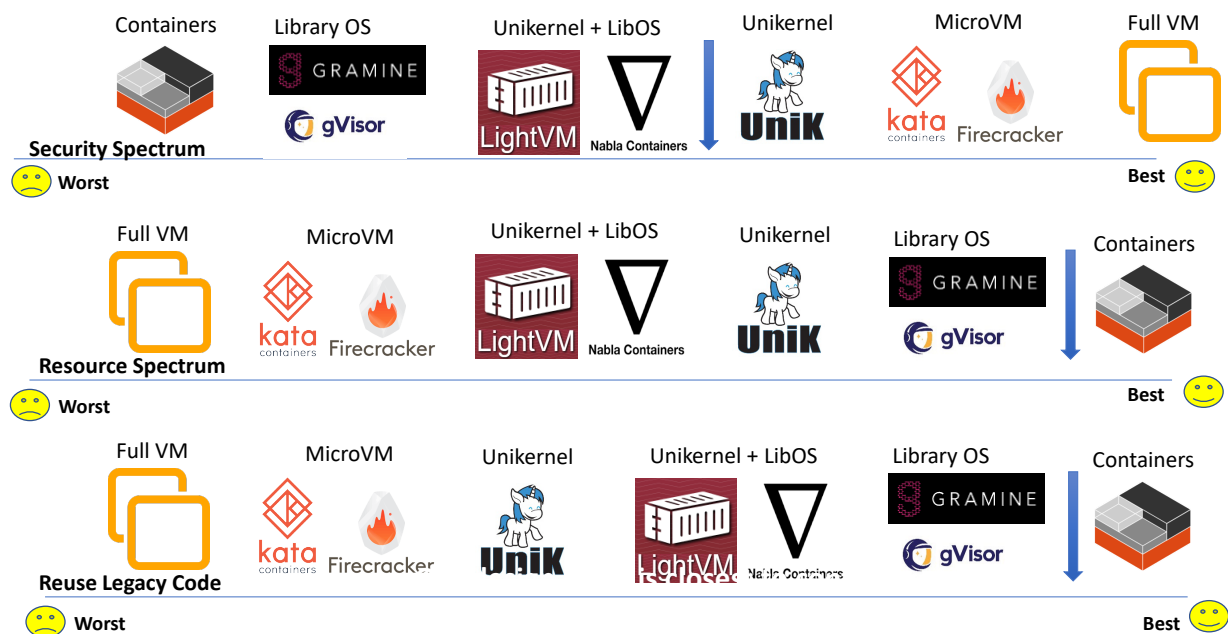 Containers
Library OS
Unikernel + LibOS
Unikernel
MicroVM
Full VM
GRAMINE
gVisor
LightVM
Nabla Containers
UniK
kata
containers
Firecracker
Security Spectrum
Worst
Best
Full VM
MicroVM
Unikernel + LibOS
Unikernel
Library OS
Containers
kata
containers
Firecracker
LightVM
Nabla Containers
UniK
GRAMINE
gVisor
Resource Spectrum
Worst
Best
Full VM
MicroVM
Unikernel
Unikernel + LibOS
Library OS
Containers
kata
containers
Firecracker
UniK
LightVM
Nabla Containers
GRAMINE
gVisor
is closes
Reuse Legacy Code
Worst
Best